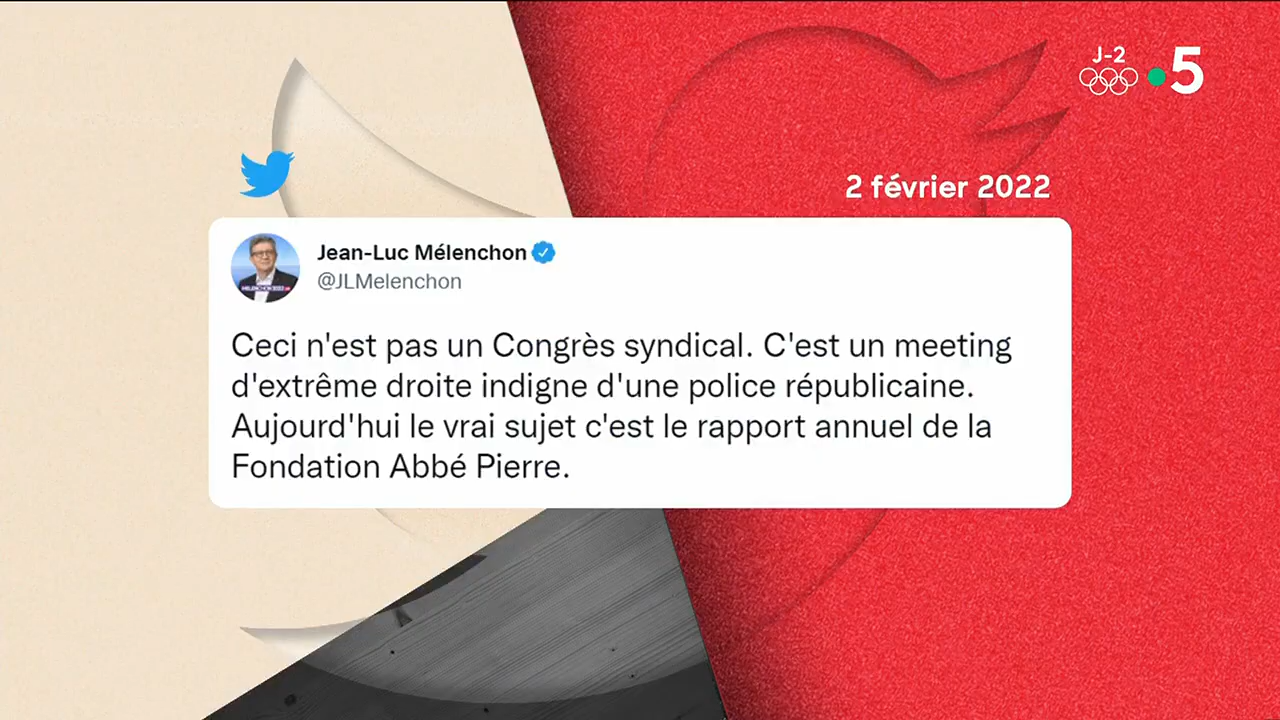 J-2
5
2 février 2022
Jean-Luc Mélenchon
@JLMelenchon
Ceci n'est pas un Congrès syndical. C'est un meeting
d'extrême droite indigne d'une police républicaine.
Aujourd'hui le vrai sujet c'est le rapport annuel de la
Fondation Abbé Pierre.